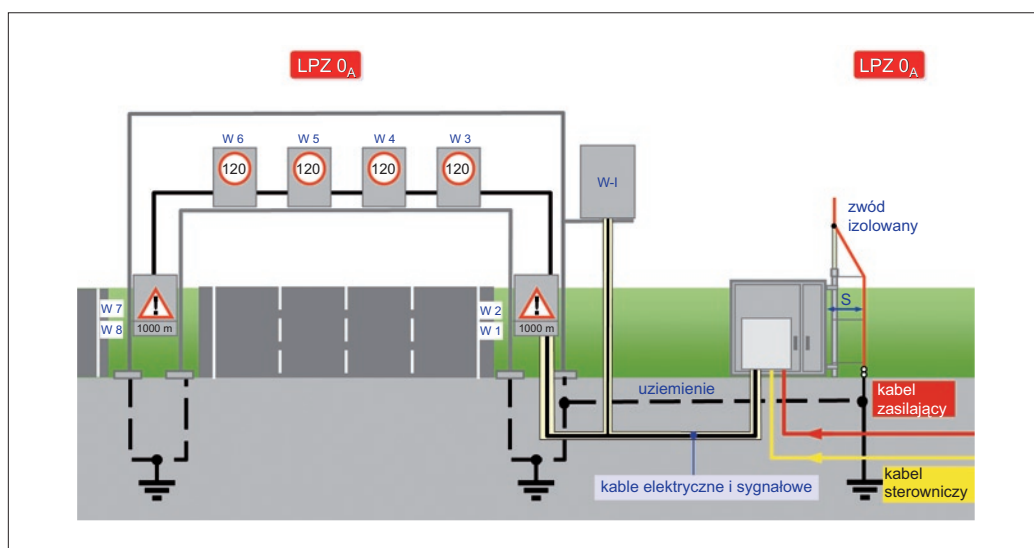 LPZ 0A
LPZ 0A
W 6
W 5
W 4
W 3
120
120
120
120
W-I
zwód
izolowany
W 7
W 8
!
1000 m
W 2
W 1
!
1000 m
S
uziemienie
kabel
zasilający
kable elektryczne i sygnałowe
kabel
sterowniczy